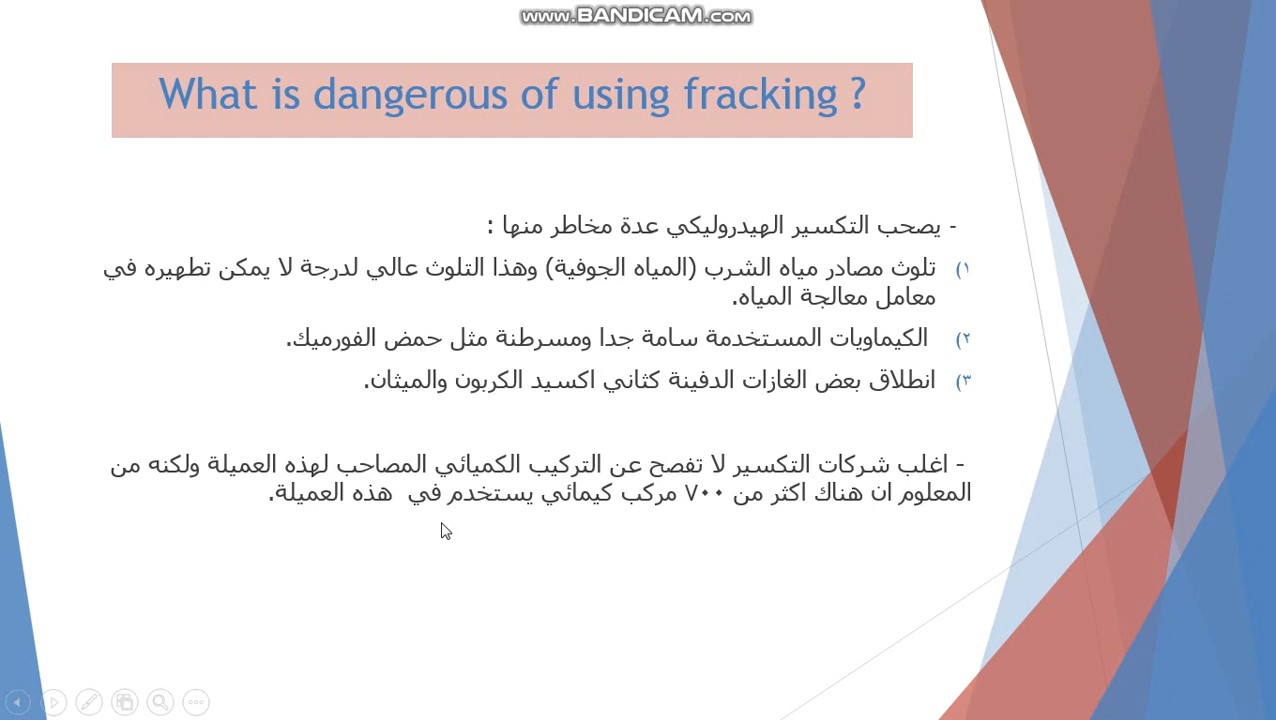 www.BANDICAM.com
What is dangerous of using fracking ?
- يصحب التكسير الهيدروليكي عدة مخاطر منها :
١) تلوث مصادر مياه الشرب (المياه الجوفية) وهذا التلوث عالي لدرجة لا يمكن تطهيره في
معامل معالجة المياه.
٢) الكيماويات المستخدمة سامة جدا ومسرطنة مثل حمض الفورميك.
٣) انطلاق بعض الغازات الدفينة كثاني اكسيد الكربون والميثان.
- اغلب شركات التكسير لا تفصح عن التركيب الكميائي المصاحب لهذه العميلة ولكنه من
المعلوم ان هناك اكثر من ٧٠٠ مركب كيمائي يستخدم في هذه العميلة.